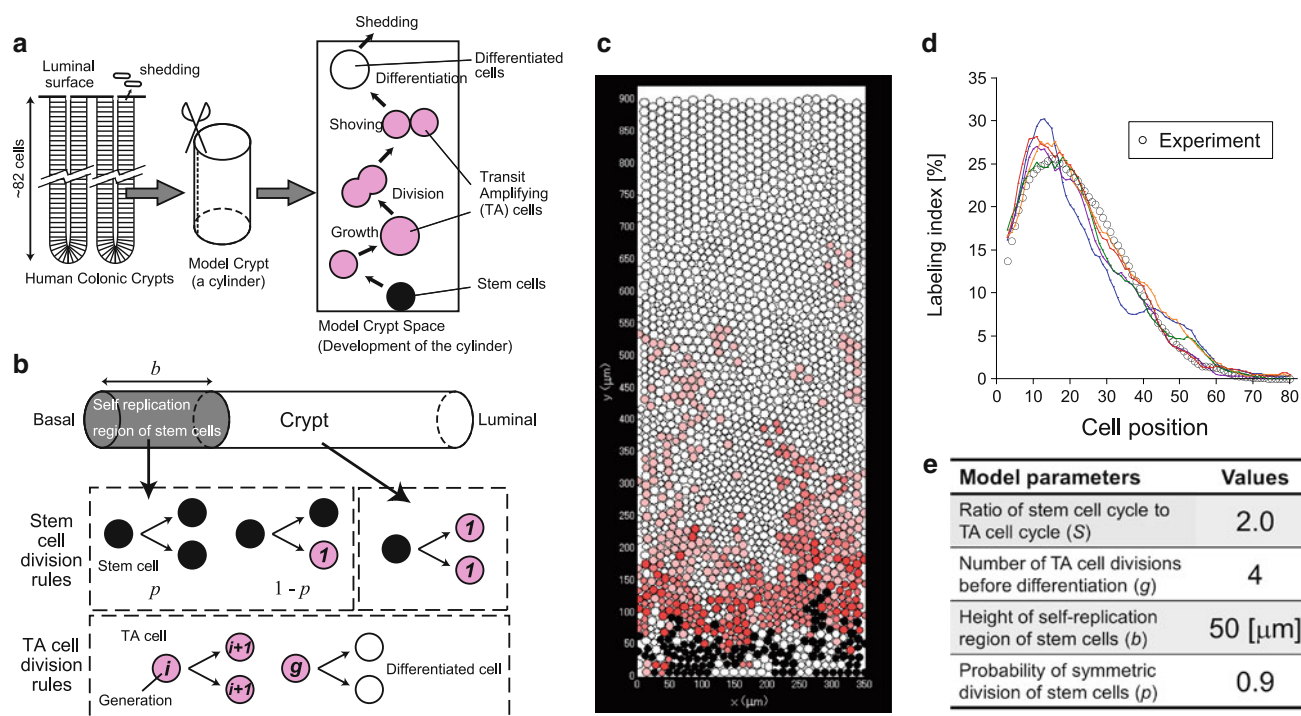 a
Luminal
surface
shedding
~82 cells
Human Colonic Crypts
Model Crypt
(a cylinder)
Shedding
Differentiated
cells
Differentiation
Shoving
Division
Transit
Amplifying
(TA) cells
Growth
Stem cells
Model Crypt Space
(Development of the cylinder)
b
b
Basal
Self replication
region of stem cells
Crypt
Luminal
Stem
cell
division
rules
Stem cell
p
1
1 - p
1
1
TA cell
division
rules
TA cell
i
Generation
i+1
i+1
g
Differentiated cell
c
y (μm)
900
850
800
750
700
650
600
550
500
450
400
350
300
250
200
150
100
50
0
0 50 100 150 200 250 300 350
x (μm)
d
Labeling index [%]
35
30
25
20
15
10
5
0
Experiment
0 10 20 30 40 50 60 70 80
Cell position
e
Model parameters Values
Ratio of stem cell cycle to
TA cell cycle (S)
2.0
Number of TA cell divisions
before differentiation (g)
4
Height of self-replication
region of stem cells (b)
50 [μm]
Probability of symmetric
division of stem cells (p)
0.9